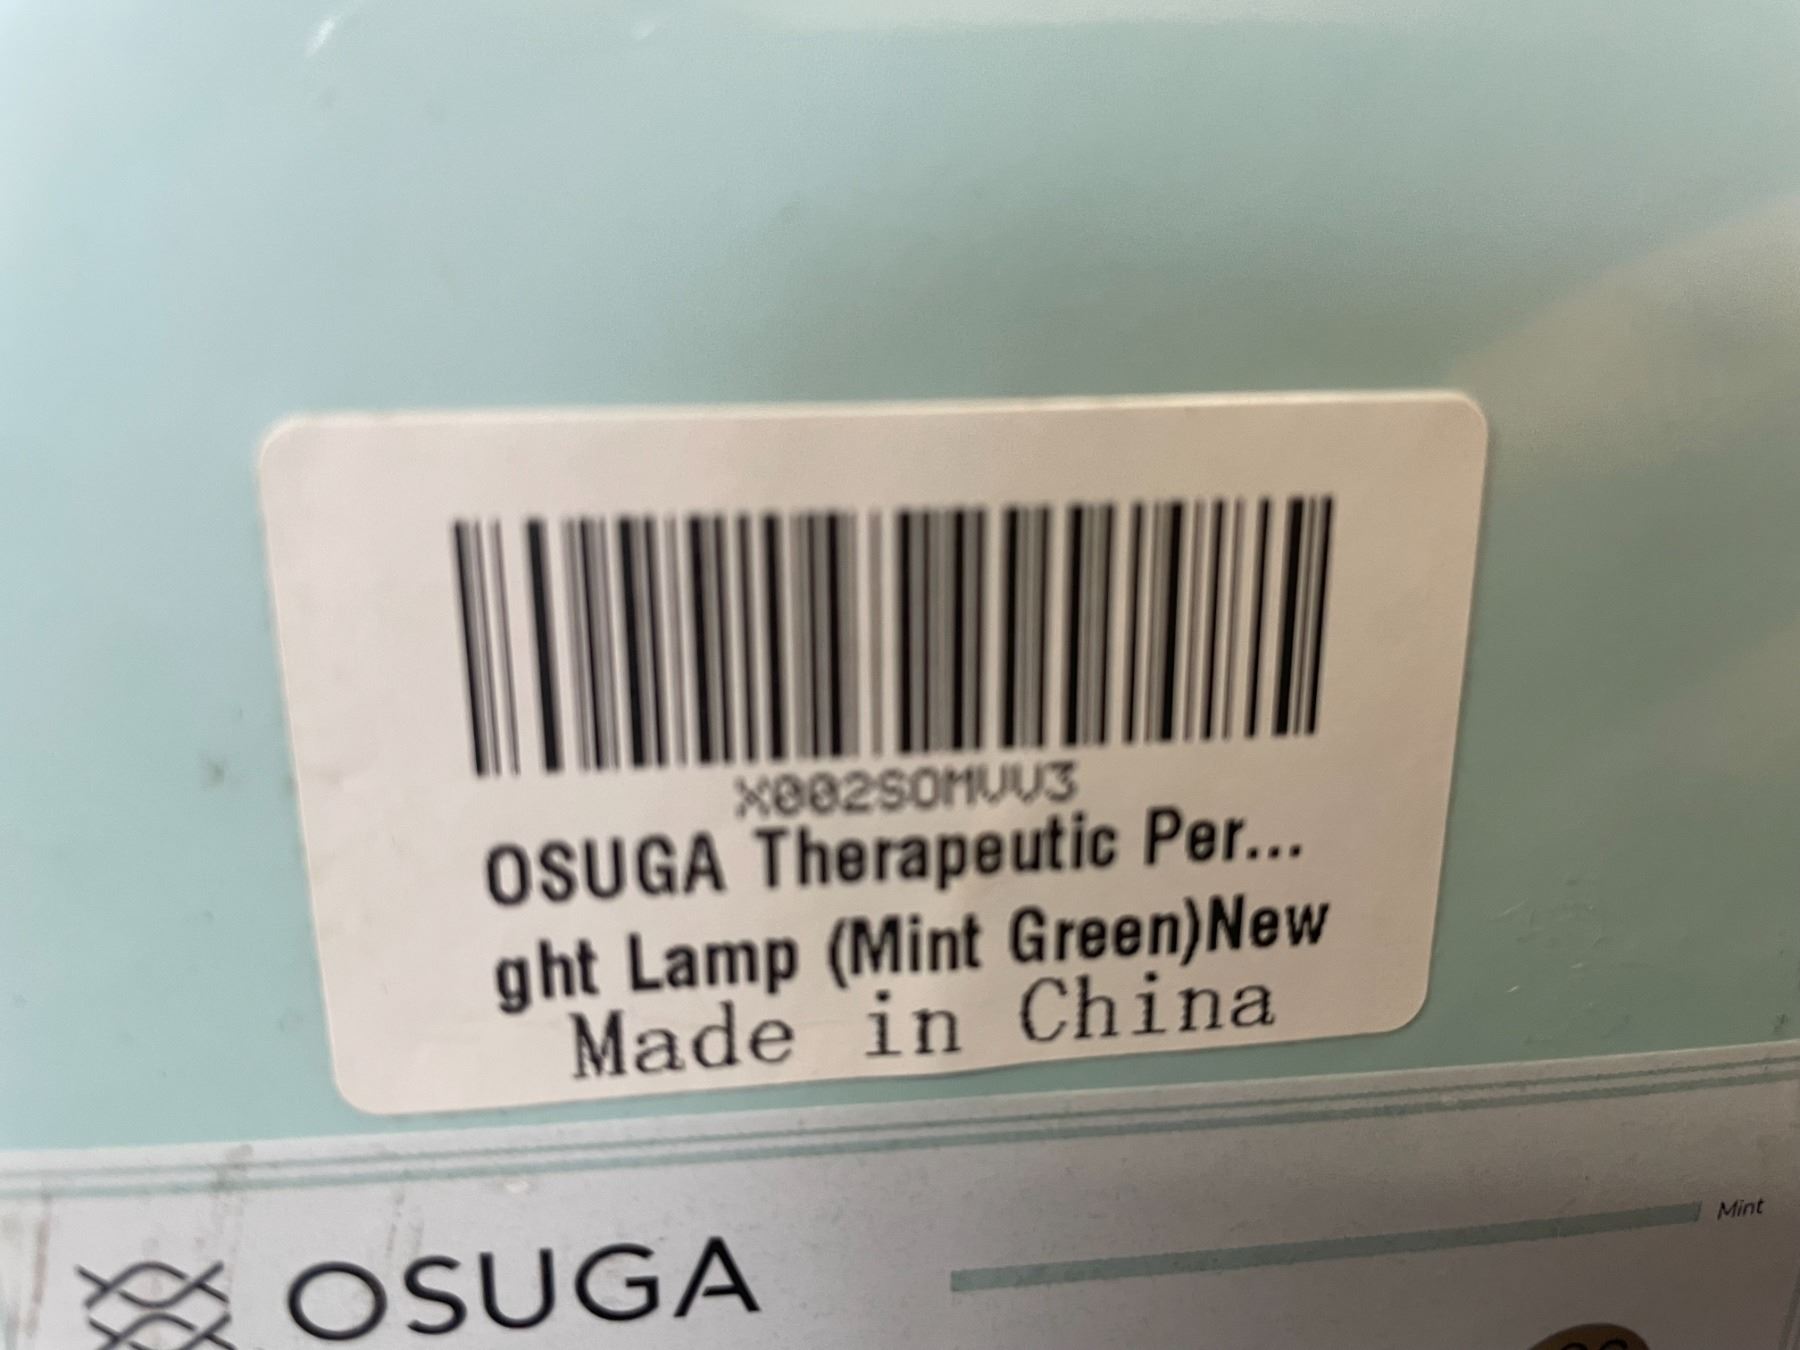 X002SOMVV3
OSUGA Therapeutic Per...
ght Lamp (Mint Green)New
Made in China
Mint
OSUGA